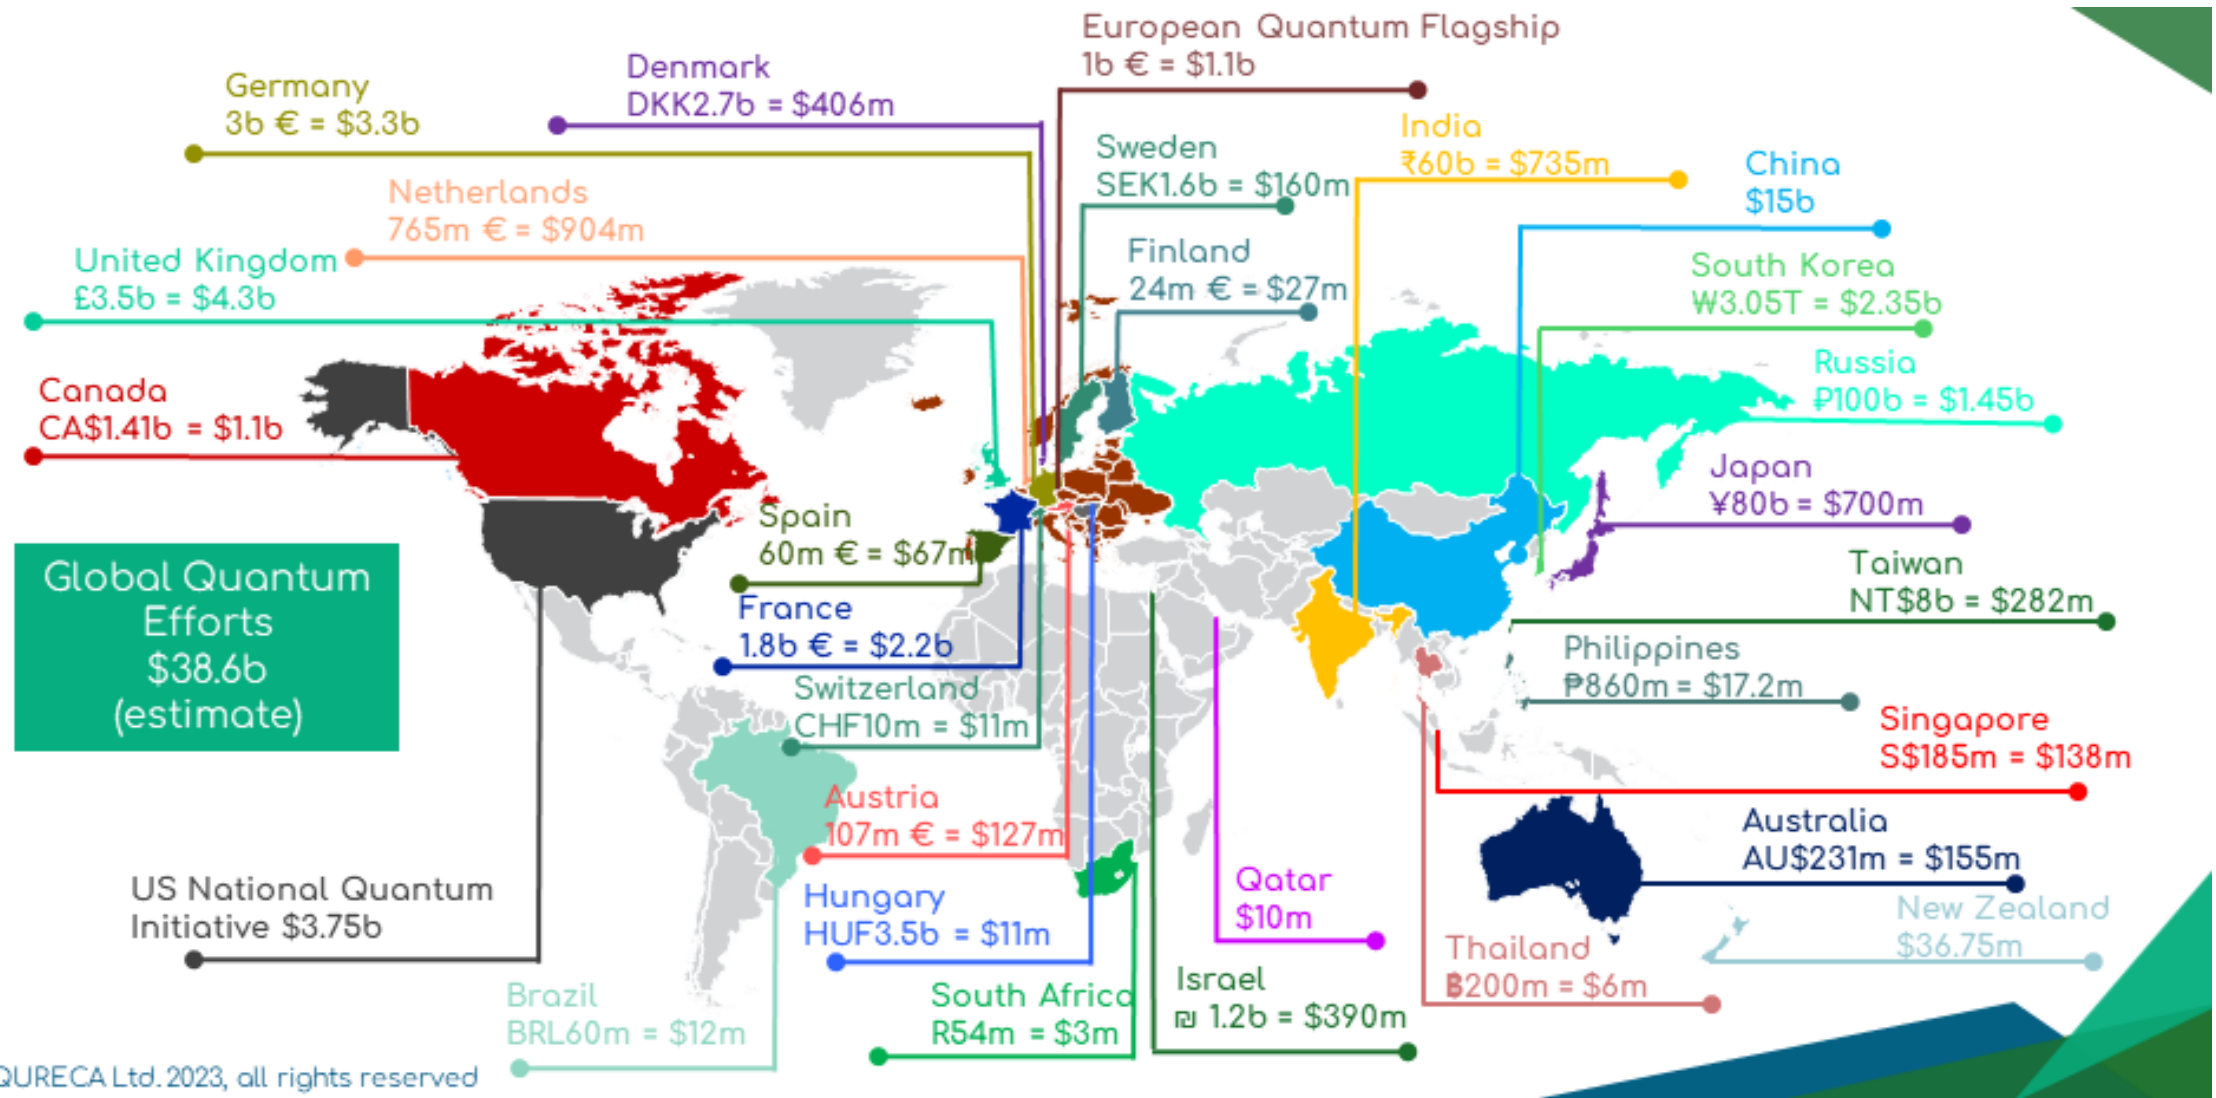 European Quantum Flagship
1b € = $1.1b
Denmark
DKK2.7b = $406m
Germany
3b € = $3.3b
India
₹60b = $735m
Sweden
SEK1.6b = $160m
China
$15b
Netherlands
765m € = $904m
United Kingdom
£3.5b = $4.3b
Finland
24m € = $27m
South Korea
₩3.05T = $2.35b
Russia
₽100b = $1.45b
Canada
CA$1.41b = $1.1b
Japan
¥80b = $700m
Spain
60m € = $67m
Global Quantum
Efforts
$38.6b
(estimate)
Taiwan
NT$8b = $282m
France
1.8b € = $2.2b
Philippines
₱860m = $17.2m
Switzerland
CHF10m = $11m
Singapore
S$185m = $138m
Austria
107m € = $127m
Australia
AU$231m = $155m
US National Quantum
Initiative $3.75b
Hungary
HUF3.5b = $11m
Qatar
$10m
New Zealand
$36.75m
Thailand
฿200m = $6m
Israel
₪ 1.2b = $390m
Brazil
BRL60m = $12m
South Africa
R54m = $3m
QURECA Ltd. 2023, all rights reserved